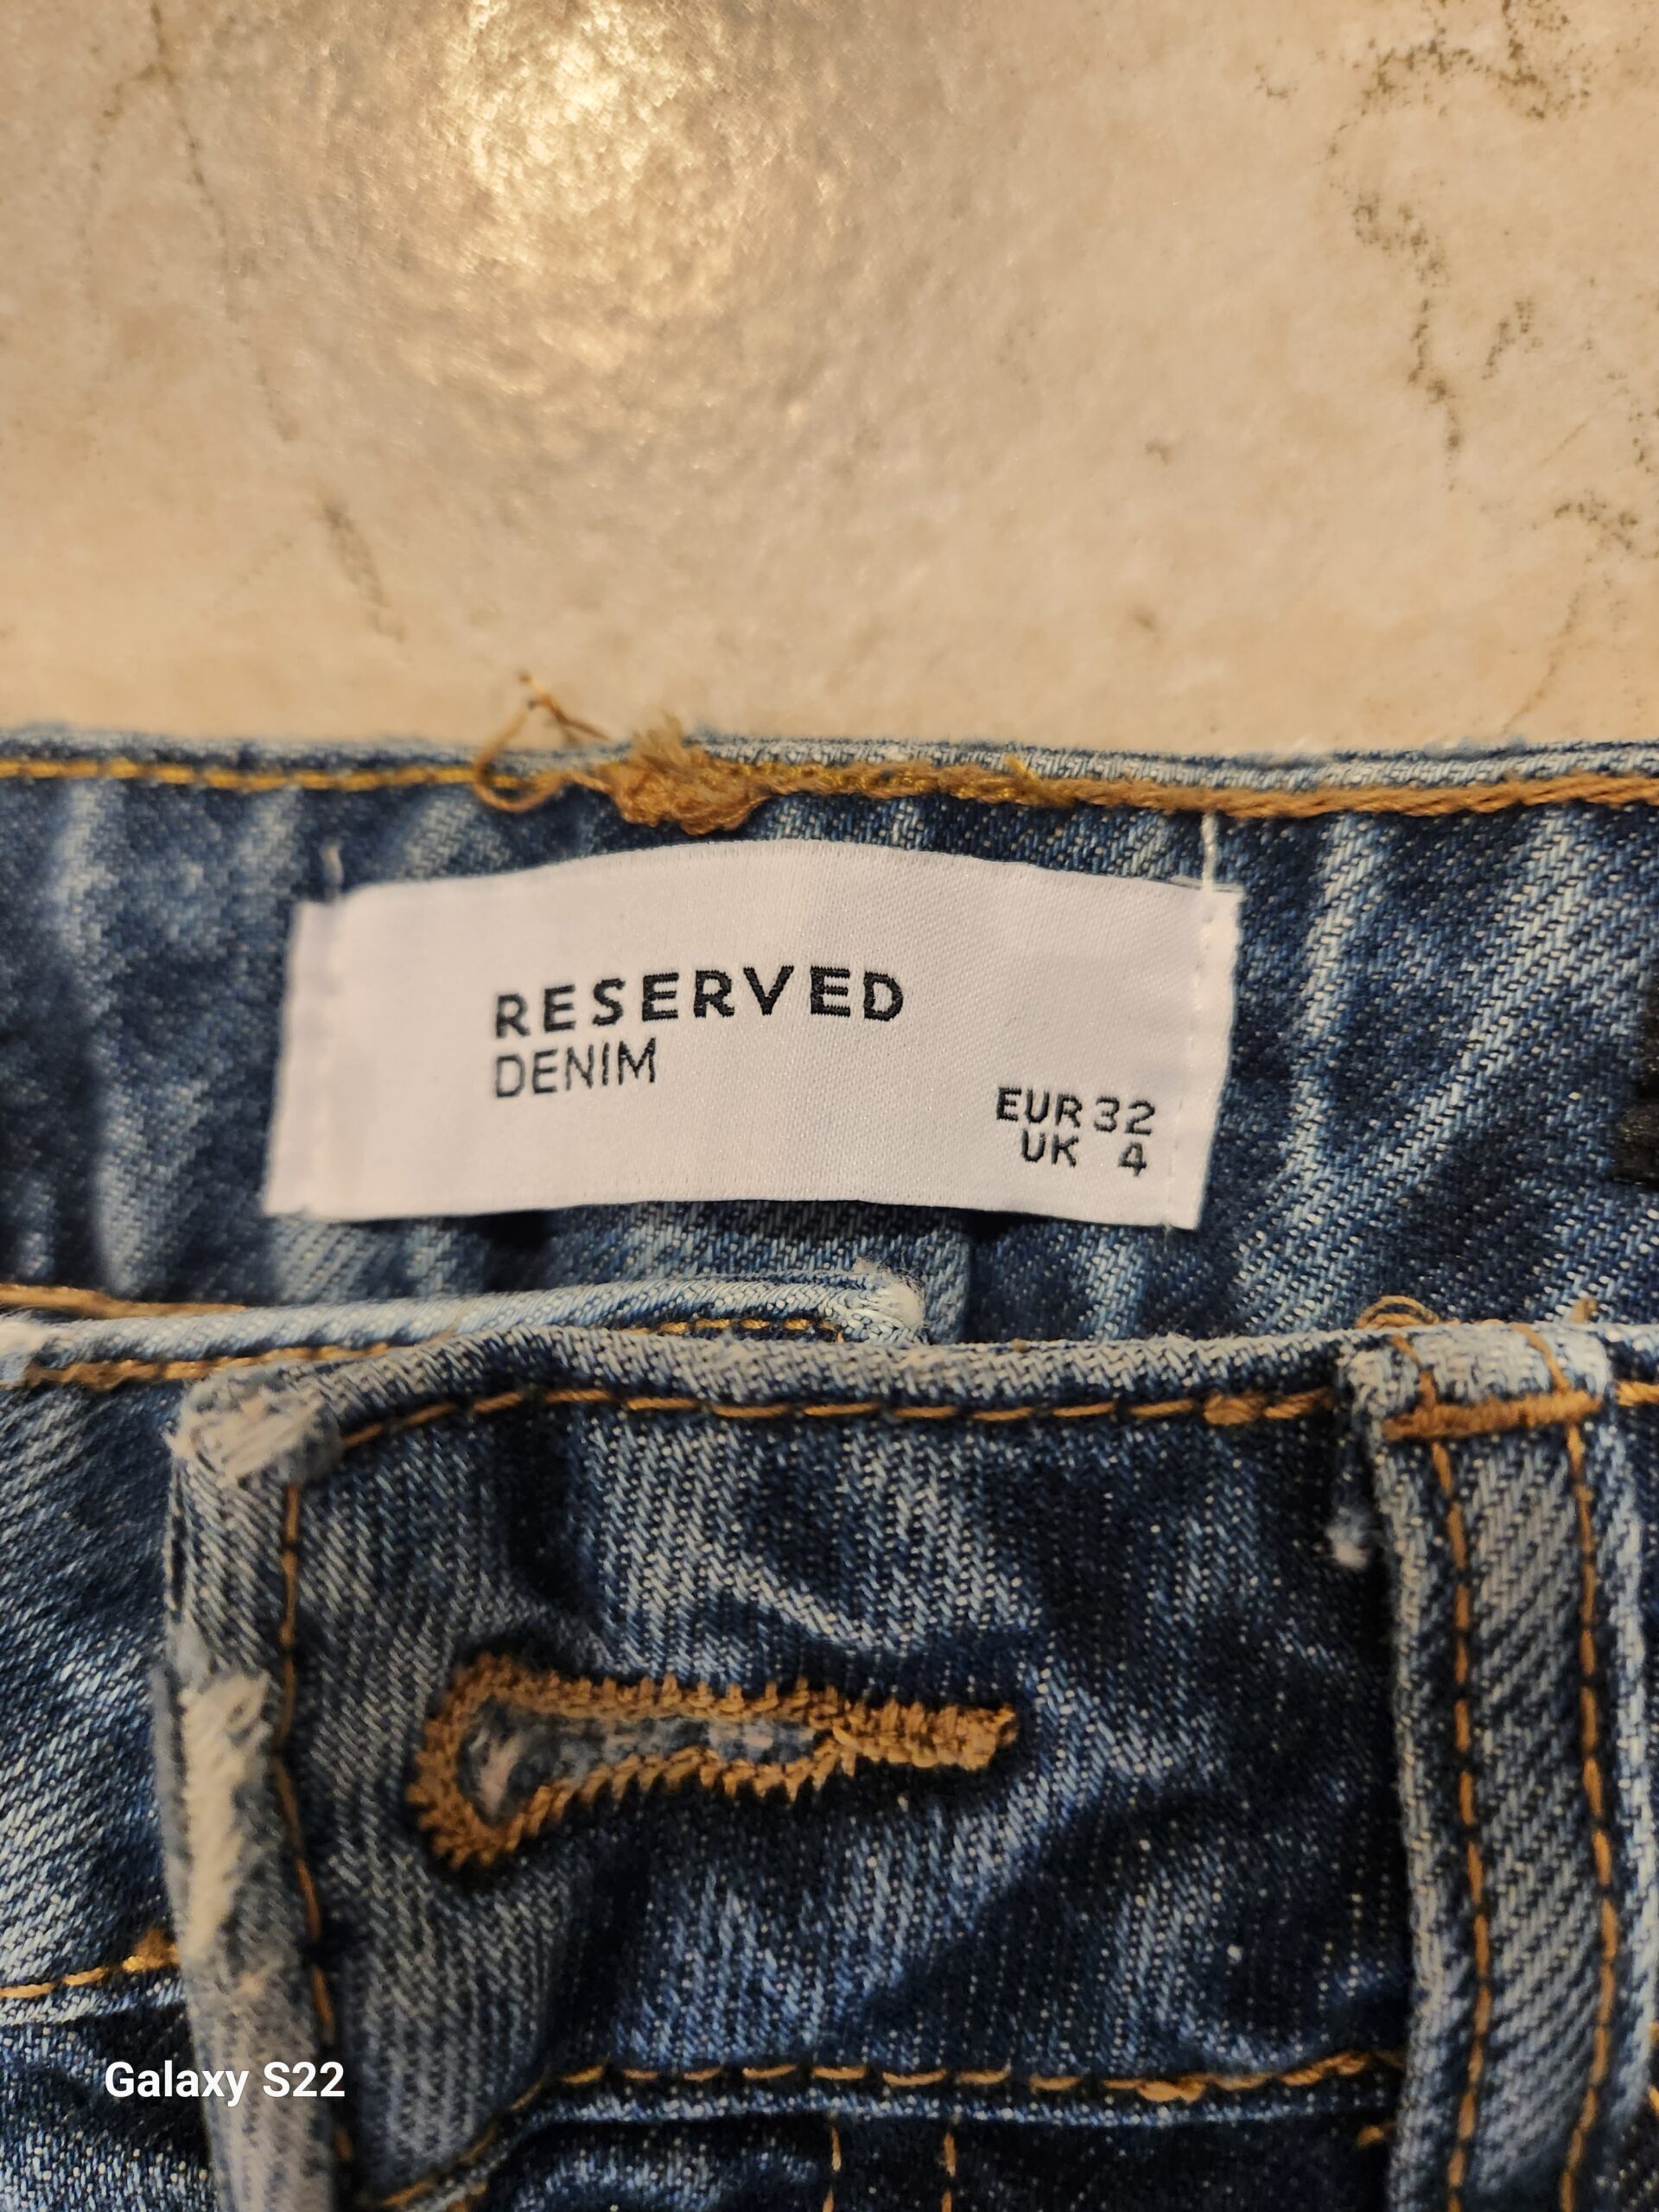 RESERVED
DENIM
EUR 32
UK 4
Galaxy S22